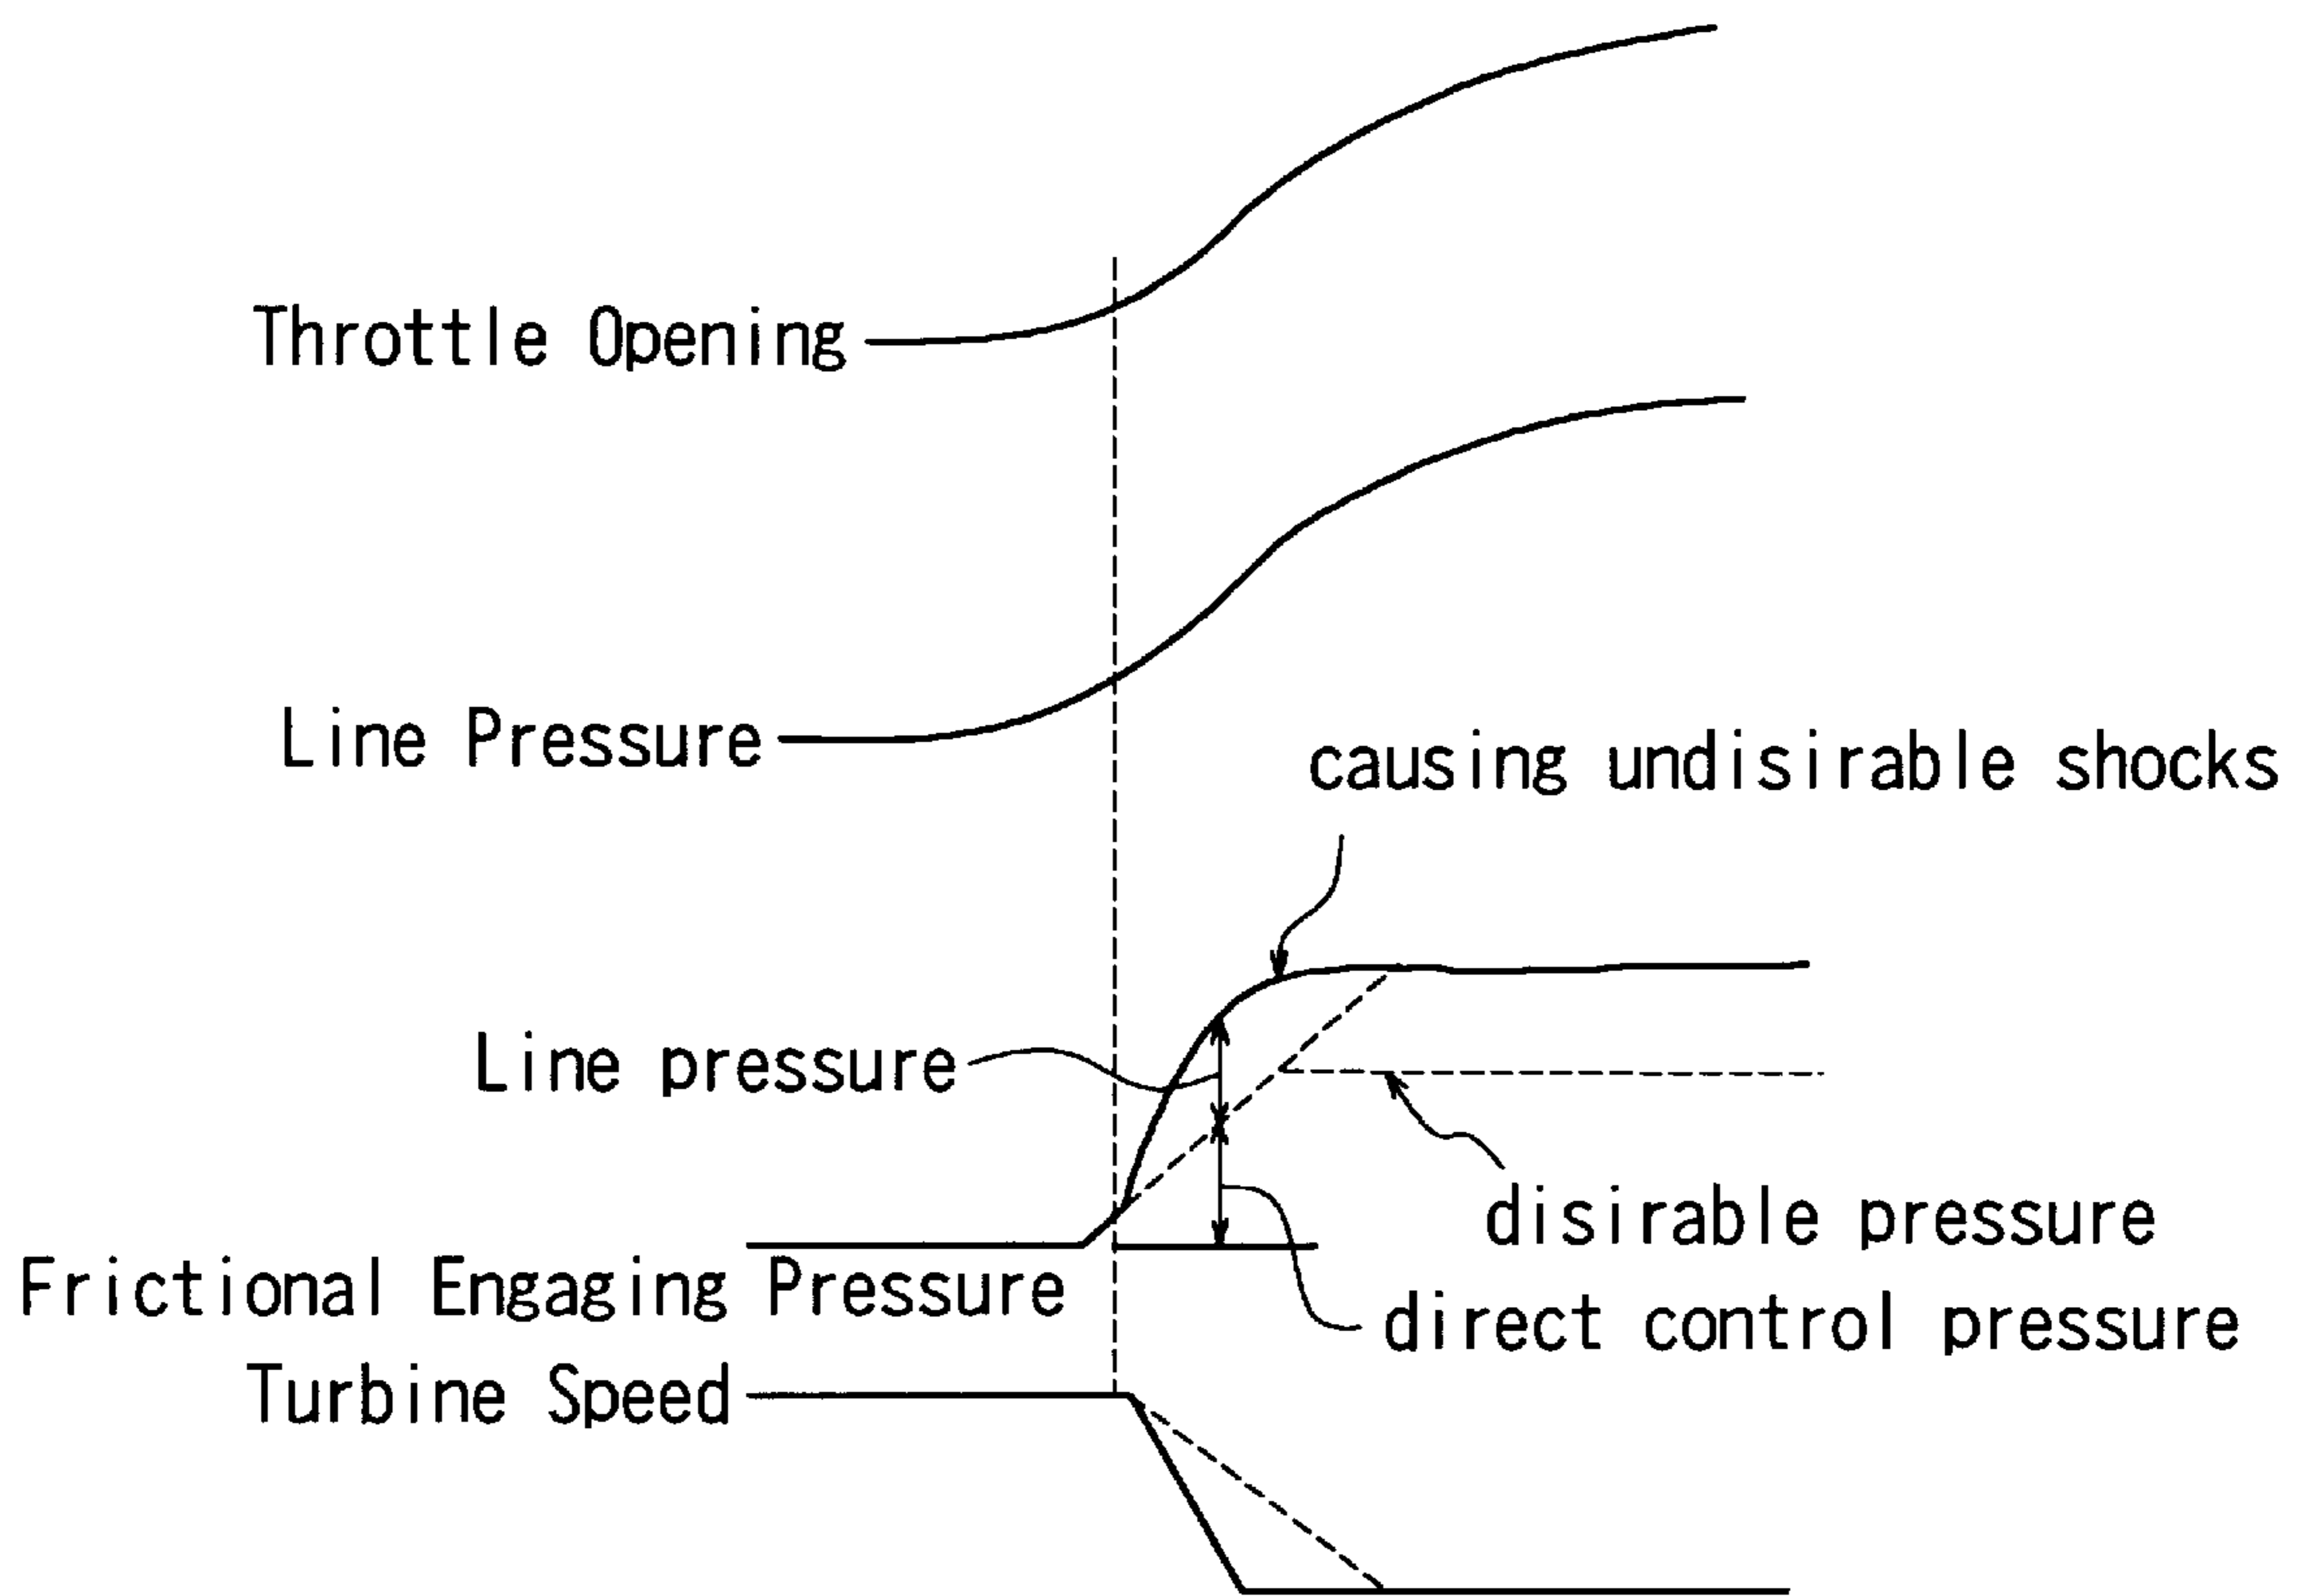 Throttle Opening
Line Pressure
causing undisirable shocks
Line pressure
disirable pressure
Frictional Engaging Pressure
direct control pressure
Turbine Speed